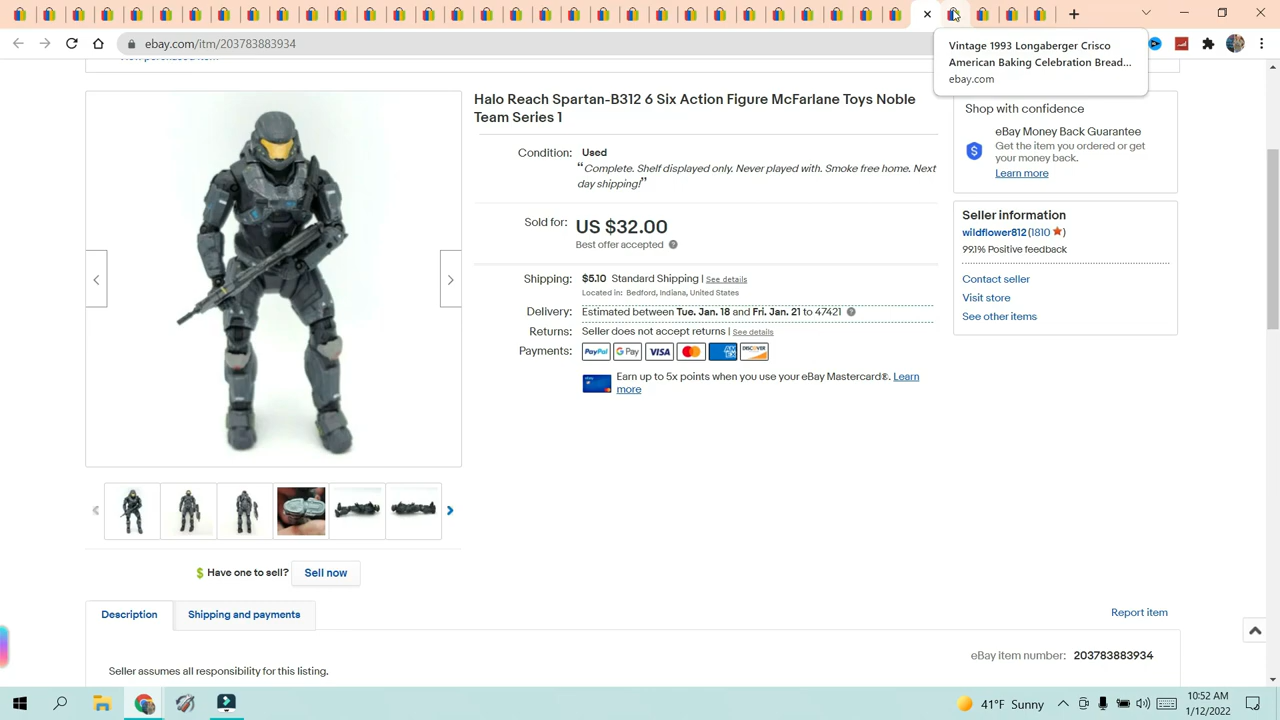 ebay.com/itm/203783883934
Vintage 1993 Longaberger Crisco
American Baking Celebration Bread...
ebay.com
Halo Reach Spartan-B312 6 Six Action Figure McFarlane Toys Noble
Team Series 1
Condition: Used
“Complete. Shelf displayed only. Never played with. Smoke free home. Next
day shipping!”
Sold for: US $32.00
Best offer accepted
Shipping: $5.10 Standard Shipping | See details
Located in: Bedford, Indiana, United States
Delivery: Estimated between Tue. Jan. 18 and Fri. Jan. 21 to 47421
Returns: Seller does not accept returns | See details
Payments: PayPal G Pay VISA AM EX DISCOVER
Earn up to 5x points when you use your eBay Mastercard®. Learn
more
Shop with confidence
eBay Money Back Guarantee
Get the item you ordered or get
your money back.
Learn more
Seller information
wildflower812 (1810 )
99.1% Positive feedback
Contact seller
Visit store
See other items
Have one to sell? Sell now
Description
Shipping and payments
Report item
eBay item number: 203783883934
Seller assumes all responsibility for this listing.
41°F Sunny
10:52 AM
1/12/2022